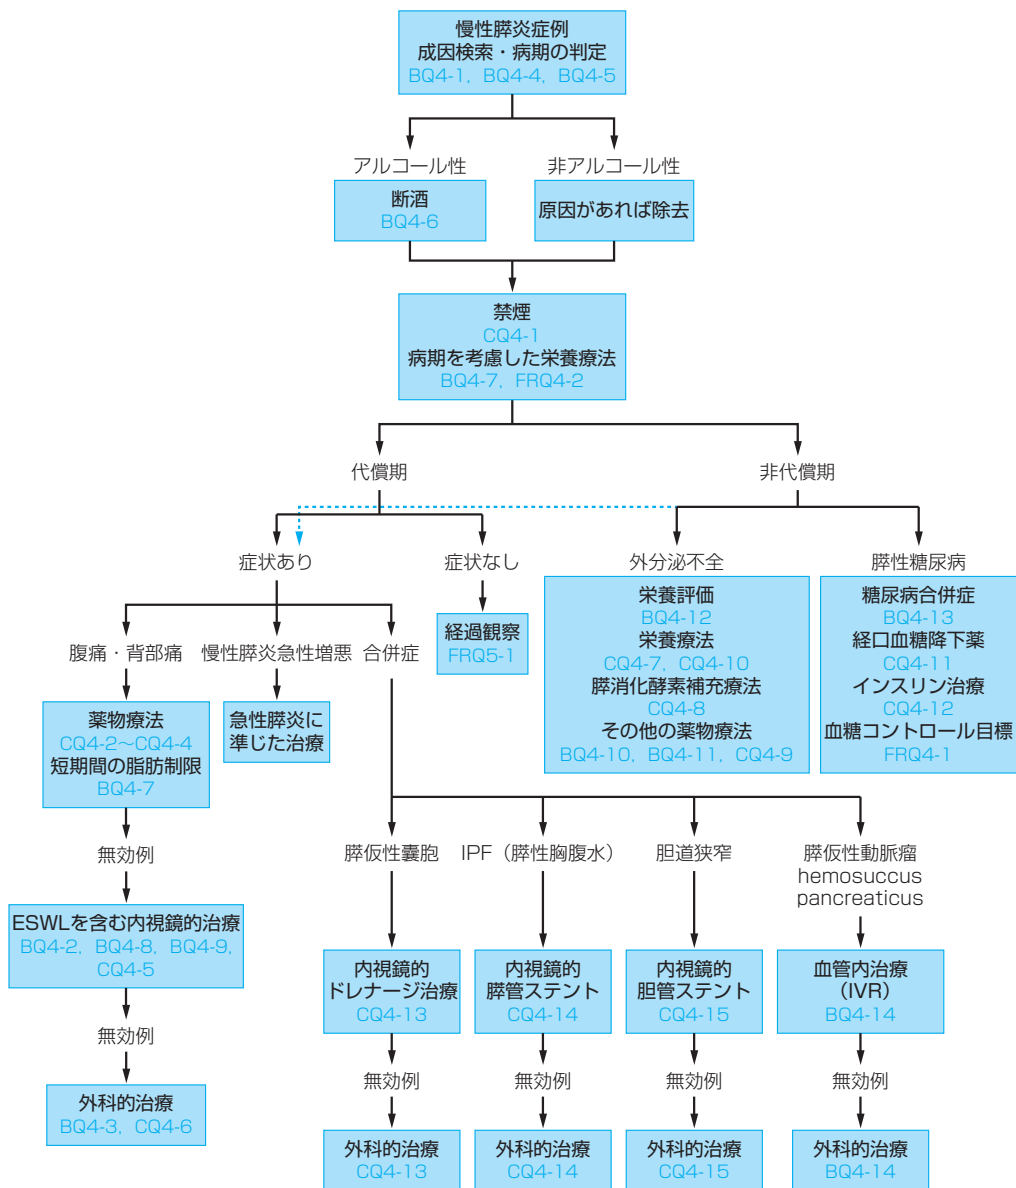 慢性膵炎症例
成因検索・病期の判定
BQ4-1, BQ4-4, BQ4-5
アルコール性
非アルコール性
断酒
BQ4-6
原因があれば除去
禁煙
CQ4-1
病期を考慮した栄養療法
BQ4-7, FRQ4-2
代償期
非代償期
症状あり
症状なし
外分泌不全
膵性糖尿病
経過観察
FRQ5-1
栄養評価
BQ4-12
栄養療法
CQ4-7, CQ4-10
膵消化酵素補充療法
CQ4-8
その他の薬物療法
BQ4-10, BQ4-11, CQ4-9
糖尿病合併症
BQ4-13
経口血糖降下薬
CQ4-11
インスリン治療
CQ4-12
血糖コントロール目標
FRQ4-1
腹痛・背部痛
慢性膵炎急性増悪
合併症
薬物療法
CQ4-2〜CQ4-4
短期間の脂肪制限
BQ4-7
急性膵炎に
準じた治療
無効例
ESWLを含む内視鏡的治療
BQ4-2, BQ4-8, BQ4-9,
CQ4-5
無効例
外科的治療
BQ4-3, CQ4-6
膵仮性嚢胞
IPF（膵性胸腹水）
胆道狭窄
膵仮性動脈瘤
hemosuccus
pancreaticus
内視鏡的
ドレナージ治療
CQ4-13
内視鏡的
膵管ステント
CQ4-14
内視鏡的
胆管ステント
CQ4-15
血管内治療
（IVR）
BQ4-14
無効例
無効例
無効例
無効例
外科的治療
CQ4-13
外科的治療
CQ4-14
外科的治療
CQ4-15
外科的治療
BQ4-14